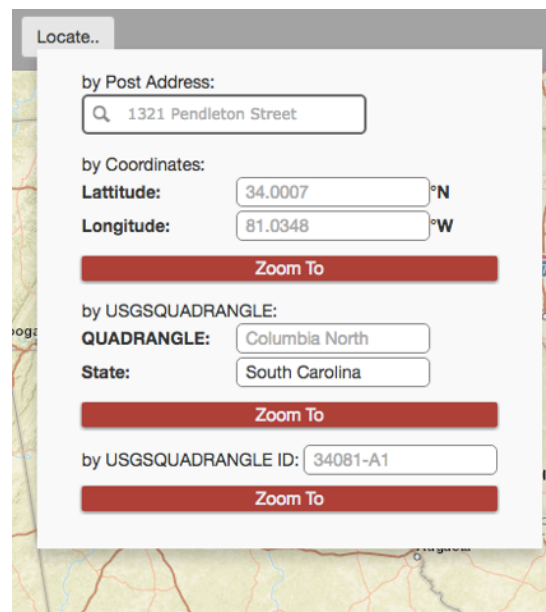 Locate..
by Post Address:
1321 Pendleton Street
by Coordinates:
Lattitude: 34.0007 °N
Longitude: 81.0348 °W
Zoom To
by USGSQUADRANGLE:
QUADRANGLE: Columbia North
State: South Carolina
Zoom To
by USGSQUADRANGLE ID: 34081-A1
Zoom To